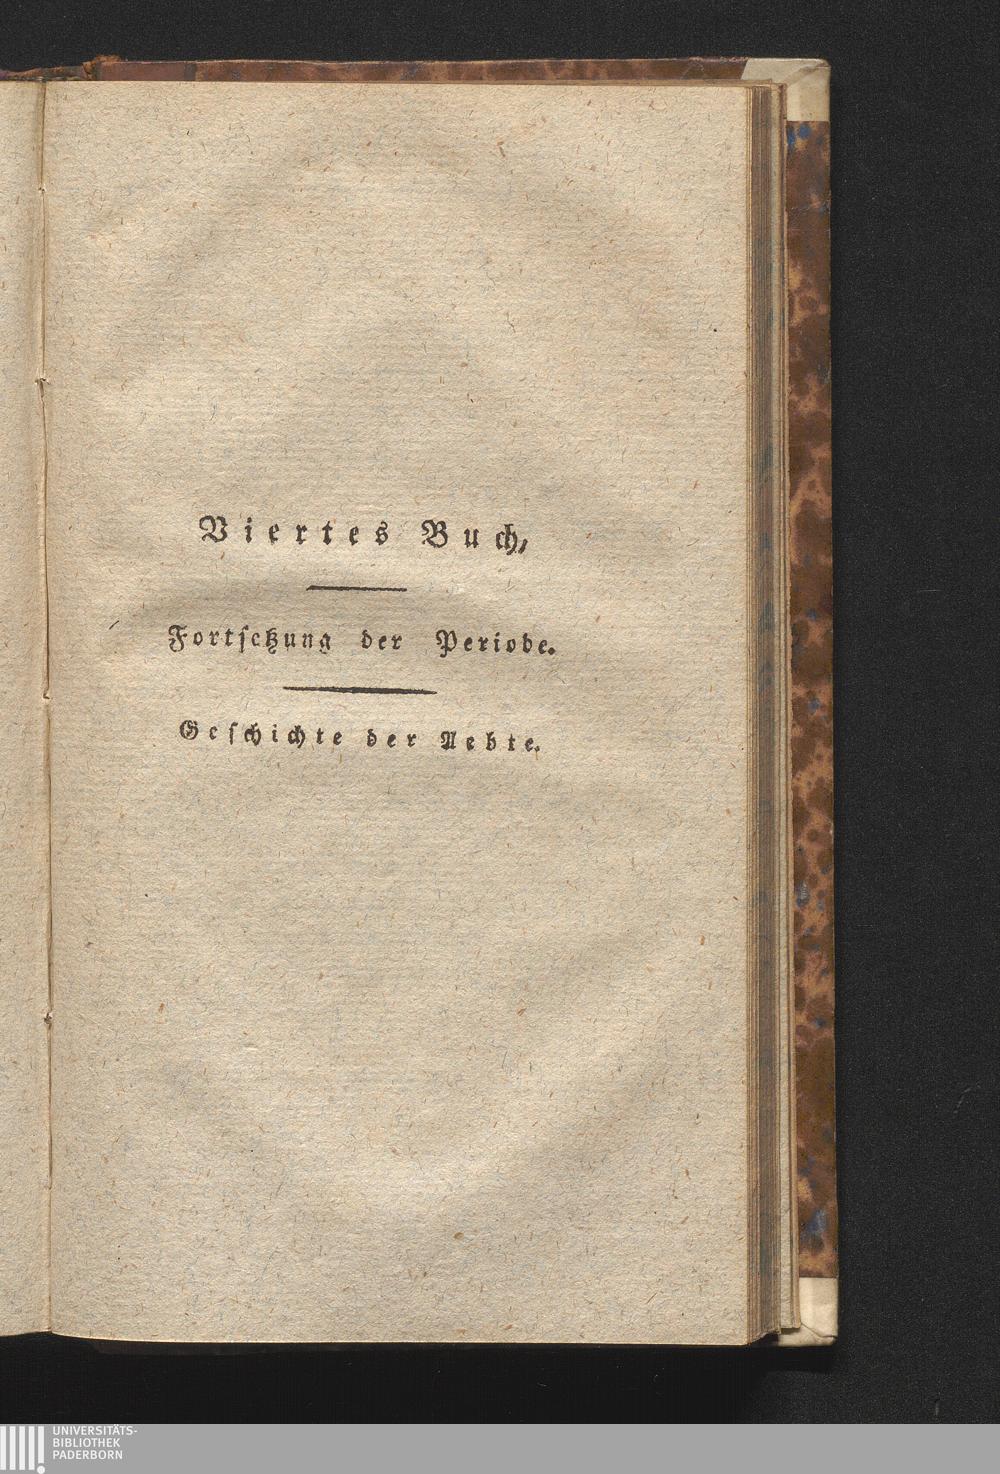 Viertes Buch,
Fortsetzung der Periode.
Geschichte der Aebte.
UNIVERSITÄTS-
BIBLIOTHEK
PADERBORN